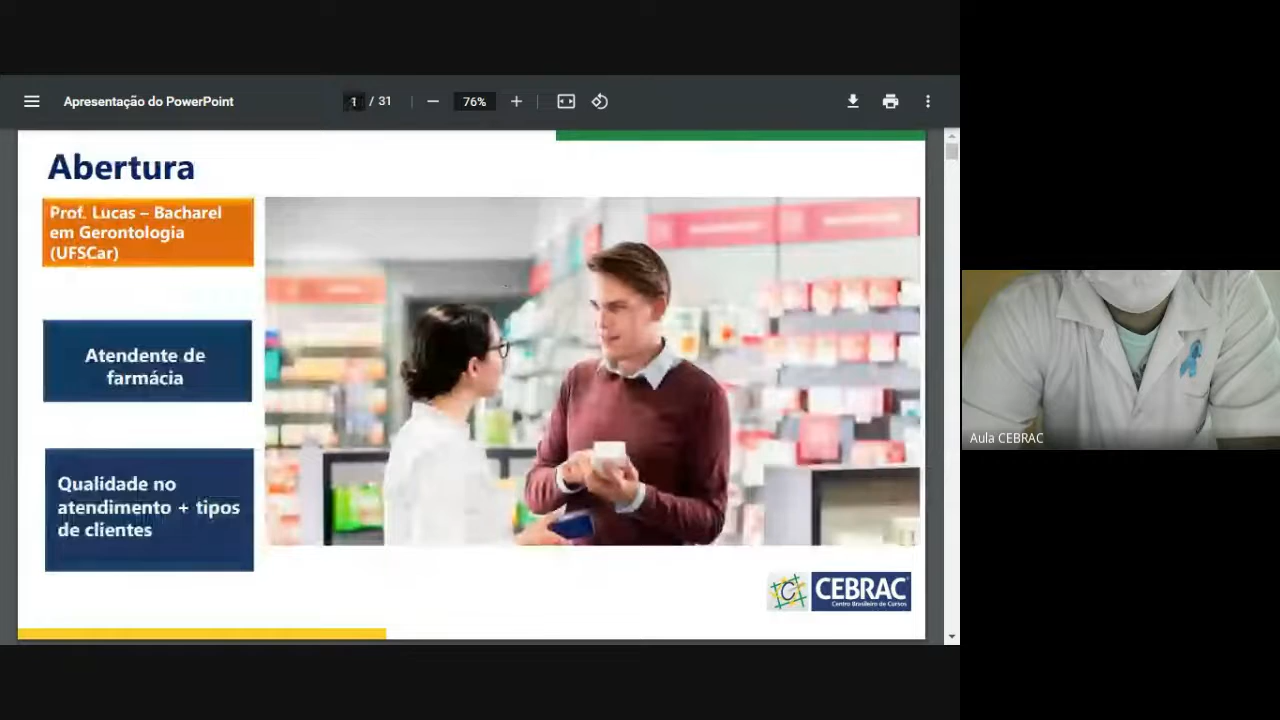 Apresentação do PowerPoint
1 / 31
76%
Abertura
Prof. Lucas – Bacharel
em Gerontologia
(UFSCar)
Atendente de
farmácia
Qualidade no
atendimento + tipos
de clientes
CEBRAC
Centro Brasileiro de Cursos
Aula CEBRAC